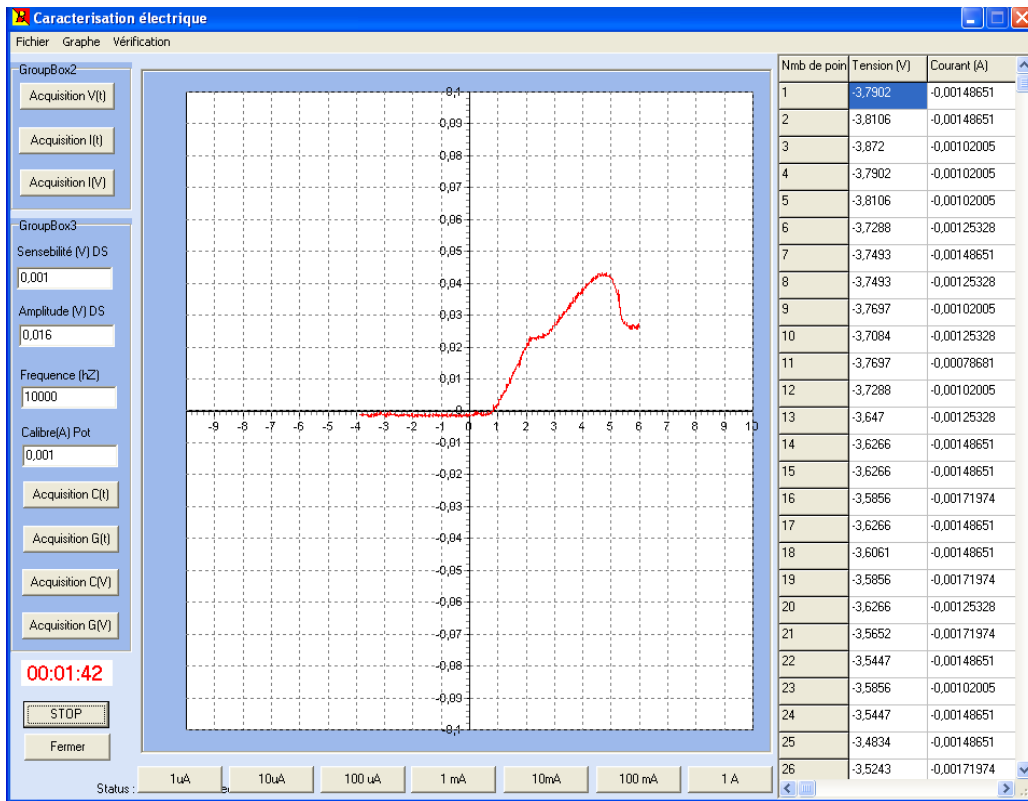 Caracterisation électrique
Fichier Graphe Vérification
GroupBox2
Acquisition V(t)
Acquisition I(t)
Acquisition I(V)
GroupBox3
Sensebilité (V) DS
0,001
Amplitude (V) DS
0,016
Frequence (hZ)
10000
Calibre(A) Pot
0,001
Acquisition C(t)
Acquisition G(t)
Acquisition C(V)
Acquisition G(V)
00:01:42
STOP
Fermer
Status :
0,1
0,09
0,08
0,07
0,06
0,05
0,04
0,03
0,02
0,01
0
-9 -8 -7 -6 -5 -4 -3 -2 -1 0 1 2 3 4 5 6 7 8 9 10
-0,01
-0,02
-0,03
-0,04
-0,05
-0,06
-0,07
-0,08
-0,09
-0,1
1uA 10uA 100 uA 1 mA 10mA 100 mA 1 A
Nmb de poin Tension (V) Courant (A)
1 -3,7902 -0,00148651
2 -3,8106 -0,00148651
3 -3,872 -0,00102005
4 -3,7902 -0,00102005
5 -3,8106 -0,00102005
6 -3,7288 -0,00125328
7 -3,7493 -0,00148651
8 -3,7493 -0,00125328
9 -3,7697 -0,00125328
10 -3,7084 -0,00125328
11 -3,7697 -0,00078681
12 -3,7288 -0,00102005
13 -3,647 -0,00125328
14 -3,6266 -0,00148651
15 -3,6266 -0,00148651
16 -3,5856 -0,00171974
17 -3,6266 -0,00148651
18 -3,6061 -0,00148651
19 -3,5856 -0,00171974
20 -3,6266 -0,00125328
21 -3,5652 -0,00171974
22 -3,5447 -0,00148651
23 -3,5856 -0,00102005
24 -3,5447 -0,00148651
25 -3,4834 -0,00148651
26 -3,5243 -0,00171974